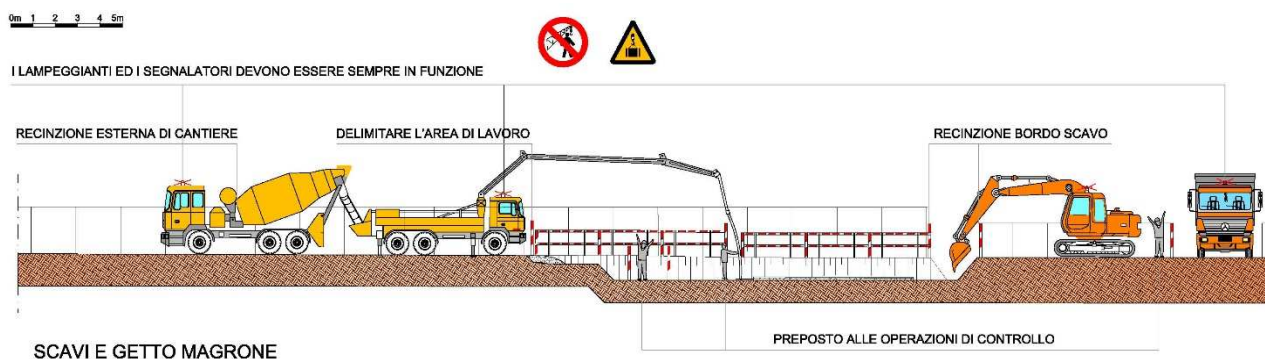 0m 1 2 3 4 5m
I LAMPEGGIANTI ED I SEGNALATORI DEVONO ESSERE SEMPRE IN FUNZIONE
RECINZIONE ESTERNA DI CANTIERE
DELIMITARE L'AREA DI LAVORO
RECINZIONE BORDO SCAVO
PREPOSTO ALLE OPERAZIONI DI CONTROLLO
SCAVI E GETTO MAGRONE